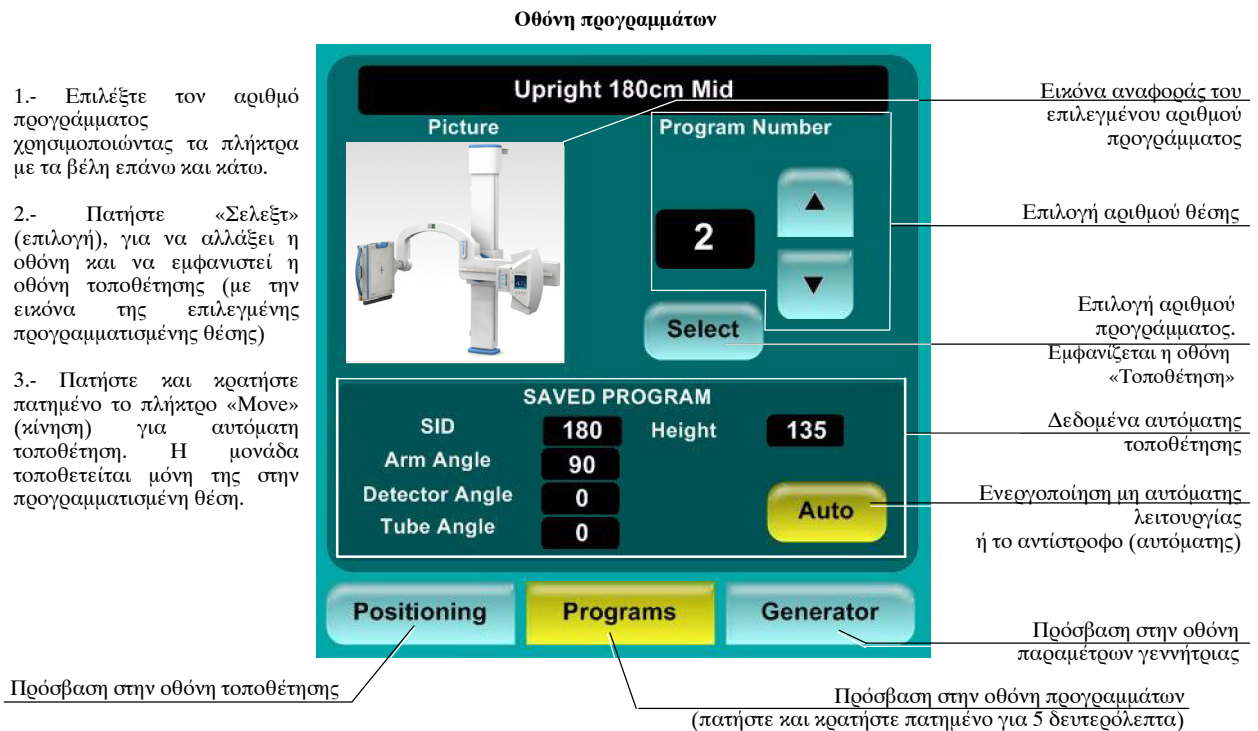 Οθόνη προγραμμάτων
1.- Επιλέξτε τον αριθμό
προγράμματος
χρησιμοποιώντας τα πλήκτρα
με τα βέλη επάνω και κάτω.
2.- Πατήστε «Σελεξτ»
(επιλογή), για να αλλάξει η
οθόνη και να εμφανιστεί η
οθόνη τοποθέτησης (με την
εικόνα της επιλεγμένης
προγραμματισμένης θέσης)
3.- Πατήστε και κρατήστε
πατημένο το πλήκτρο «Move»
(κίνηση) για αυτόματη
τοποθέτηση. Η μονάδα
τοποθετείται μόνη της στην
προγραμματισμένη θέση.
Upright 180cm Mid
Picture
Program Number
2
▲
▼
Select
SAVED PROGRAM
SID 180 Height 135
Arm Angle 90
Detector Angle 0
Tube Angle 0
Auto
Positioning Programs Generator
Εικόνα αναφοράς του
επιλεγμένου αριθμού
προγράμματος
Επιλογή αριθμού θέσης
Επιλογή αριθμού
προγράμματος.
Εμφανίζεται η οθόνη
«Τοποθέτηση»
Δεδομένα αυτόματης
τοποθέτησης
Ενεργοποίηση μη αυτόματης
λειτουργίας
ή το αντίστροφο (αυτόματης)
Πρόσβαση στην οθόνη
παραμέτρων γεννήτριας
Πρόσβαση στην οθόνη τοποθέτησης
Πρόσβαση στην οθόνη προγραμμάτων
(πατήστε και κρατήστε πατημένο για 5 δευτερόλεπτα)